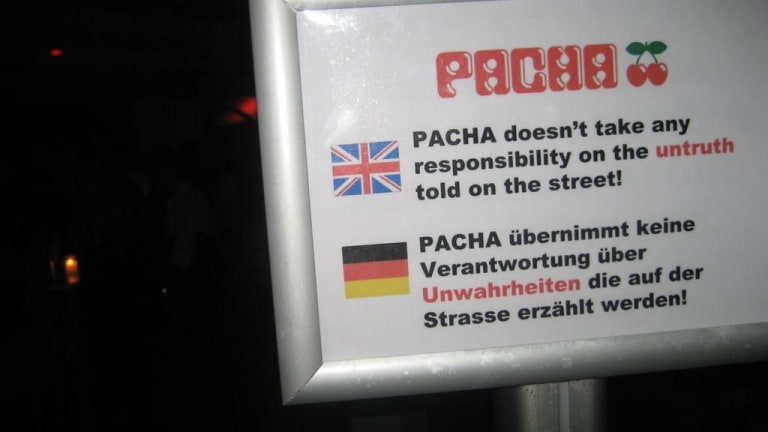 PACHA
PACHA doesn't take any
responsibility on the untruth
told on the street!
PACHA übernimmt keine
Verantwortung über
Unwahrheiten die auf der
Strasse erzählt werden!